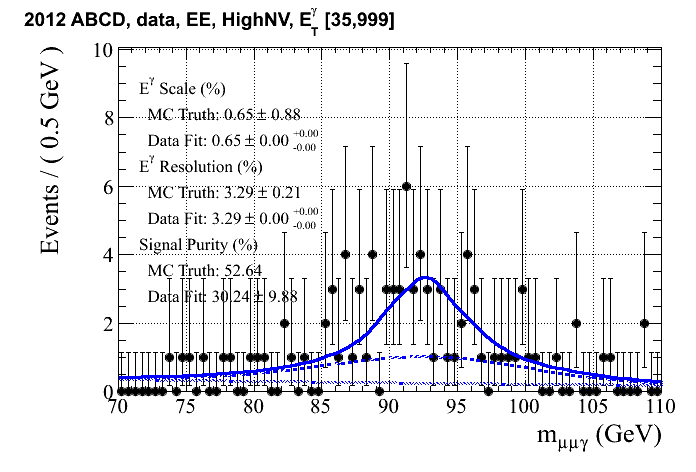 2012 ABCD, data, EE, HighNV, E_T^γ [35,999]
Events / ( 0.5 GeV )
10
8
6
4
2
0
E^γ Scale (%)
MC Truth: 0.65 ± 0.88
Data Fit: 0.65 ± 0.00 +0.00 -0.00
E^γ Resolution (%)
MC Truth: 3.29 ± 0.21
Data Fit: 3.29 ± 0.00 +0.00 -0.00
Signal Purity (%)
MC Truth: 52.64
Data Fit: 30.24 ± 9.88
70 75 80 85 90 95 100 105 110
m_μμγ (GeV)